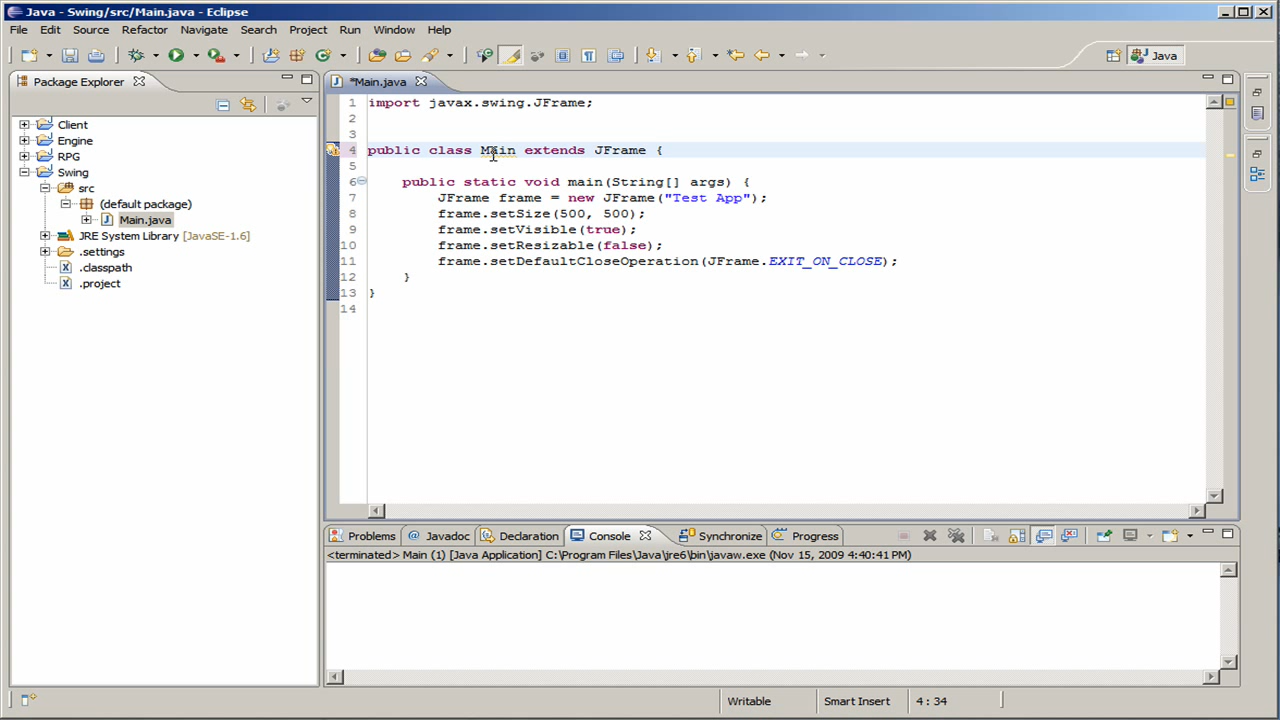 Java - Swing/src/Main.java - Eclipse
File Edit Source Refactor Navigate Search Project Run Window Help
Java
Package Explorer
Client
Engine
RPG
Swing
src
(default package)
Main.java
JRE System Library [JavaSE-1.6]
.settings
.classpath
.project
*Main.java
1 import javax.swing.JFrame;
2
3
4 public class Main extends JFrame {
5
6 public static void main(String[] args) {
7 JFrame frame = new JFrame("Test App");
8 frame.setSize(500, 500);
9 frame.setVisible(true);
10 frame.setResizable(false);
11 frame.setDefaultCloseOperation(JFrame.EXIT_ON_CLOSE);
12 }
13 }
14
Problems @ Javadoc Declaration Console Synchronize Progress
<terminated> Main (1) [Java Application] C:\Program Files\Java\jre6\bin\javaw.exe (Nov 15, 2009 4:40:41 PM)
Writable Smart Insert 4 : 34